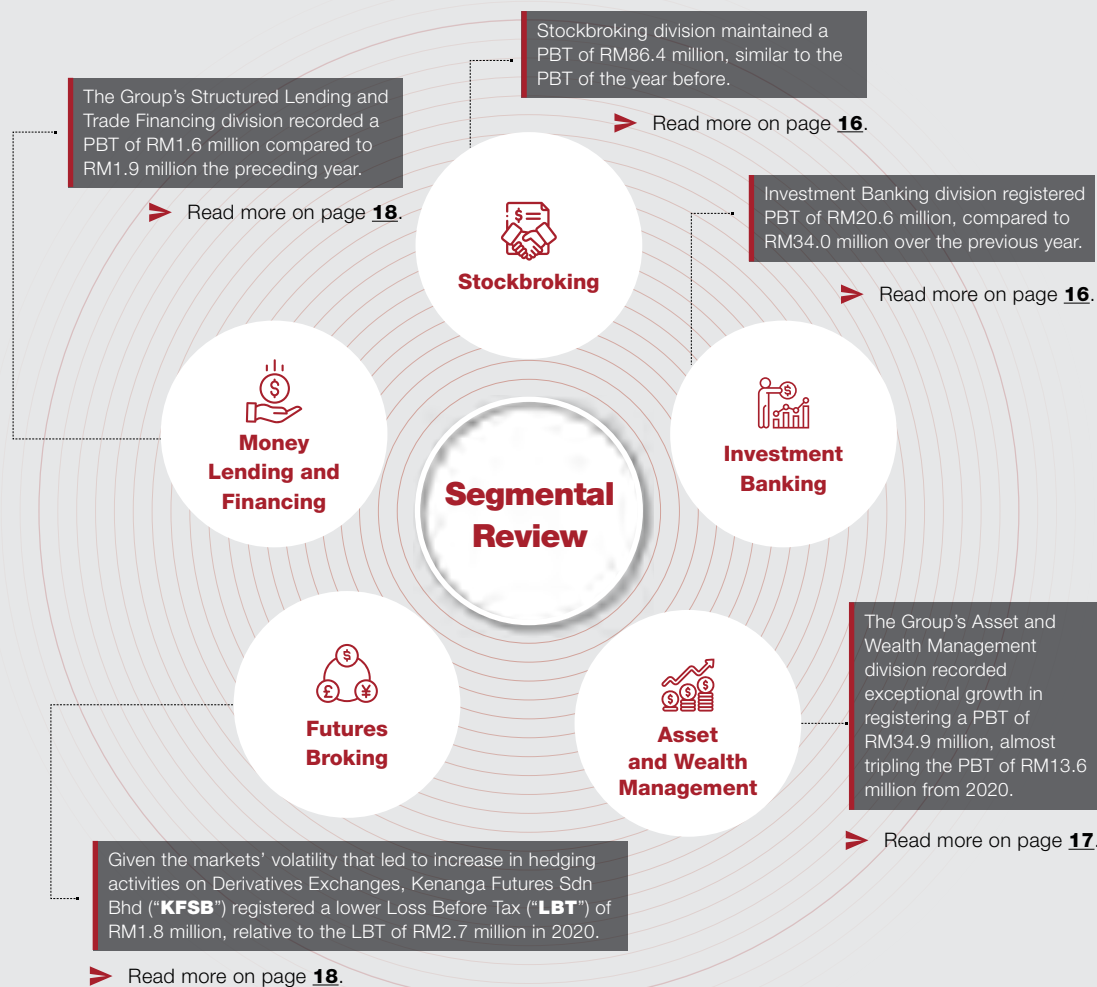 Stockbroking division maintained a
PBT of RM86.4 million, similar to the
PBT of the year before.
Read more on page 16.
The Group's Structured Lending and
Trade Financing division recorded a
PBT of RM1.6 million compared to
RM1.9 million the preceding year.
Read more on page 18.
Investment Banking division registered
PBT of RM20.6 million, compared to
RM34.0 million over the previous year.
Read more on page 16.
Stockbroking
Money
Lending and
Financing
Segmental
Review
Investment
Banking
Futures
Broking
Asset
and Wealth
Management
The Group's Asset and
Wealth Management
division recorded
exceptional growth in
registering a PBT of
RM34.9 million, almost
tripling the PBT of RM13.6
million from 2020.
Read more on page 17.
Given the markets' volatility that led to increase in hedging
activities on Derivatives Exchanges, Kenanga Futures Sdn
Bhd ("KFSB") registered a lower Loss Before Tax ("LBT") of
RM1.8 million, relative to the LBT of RM2.7 million in 2020.
Read more on page 18.